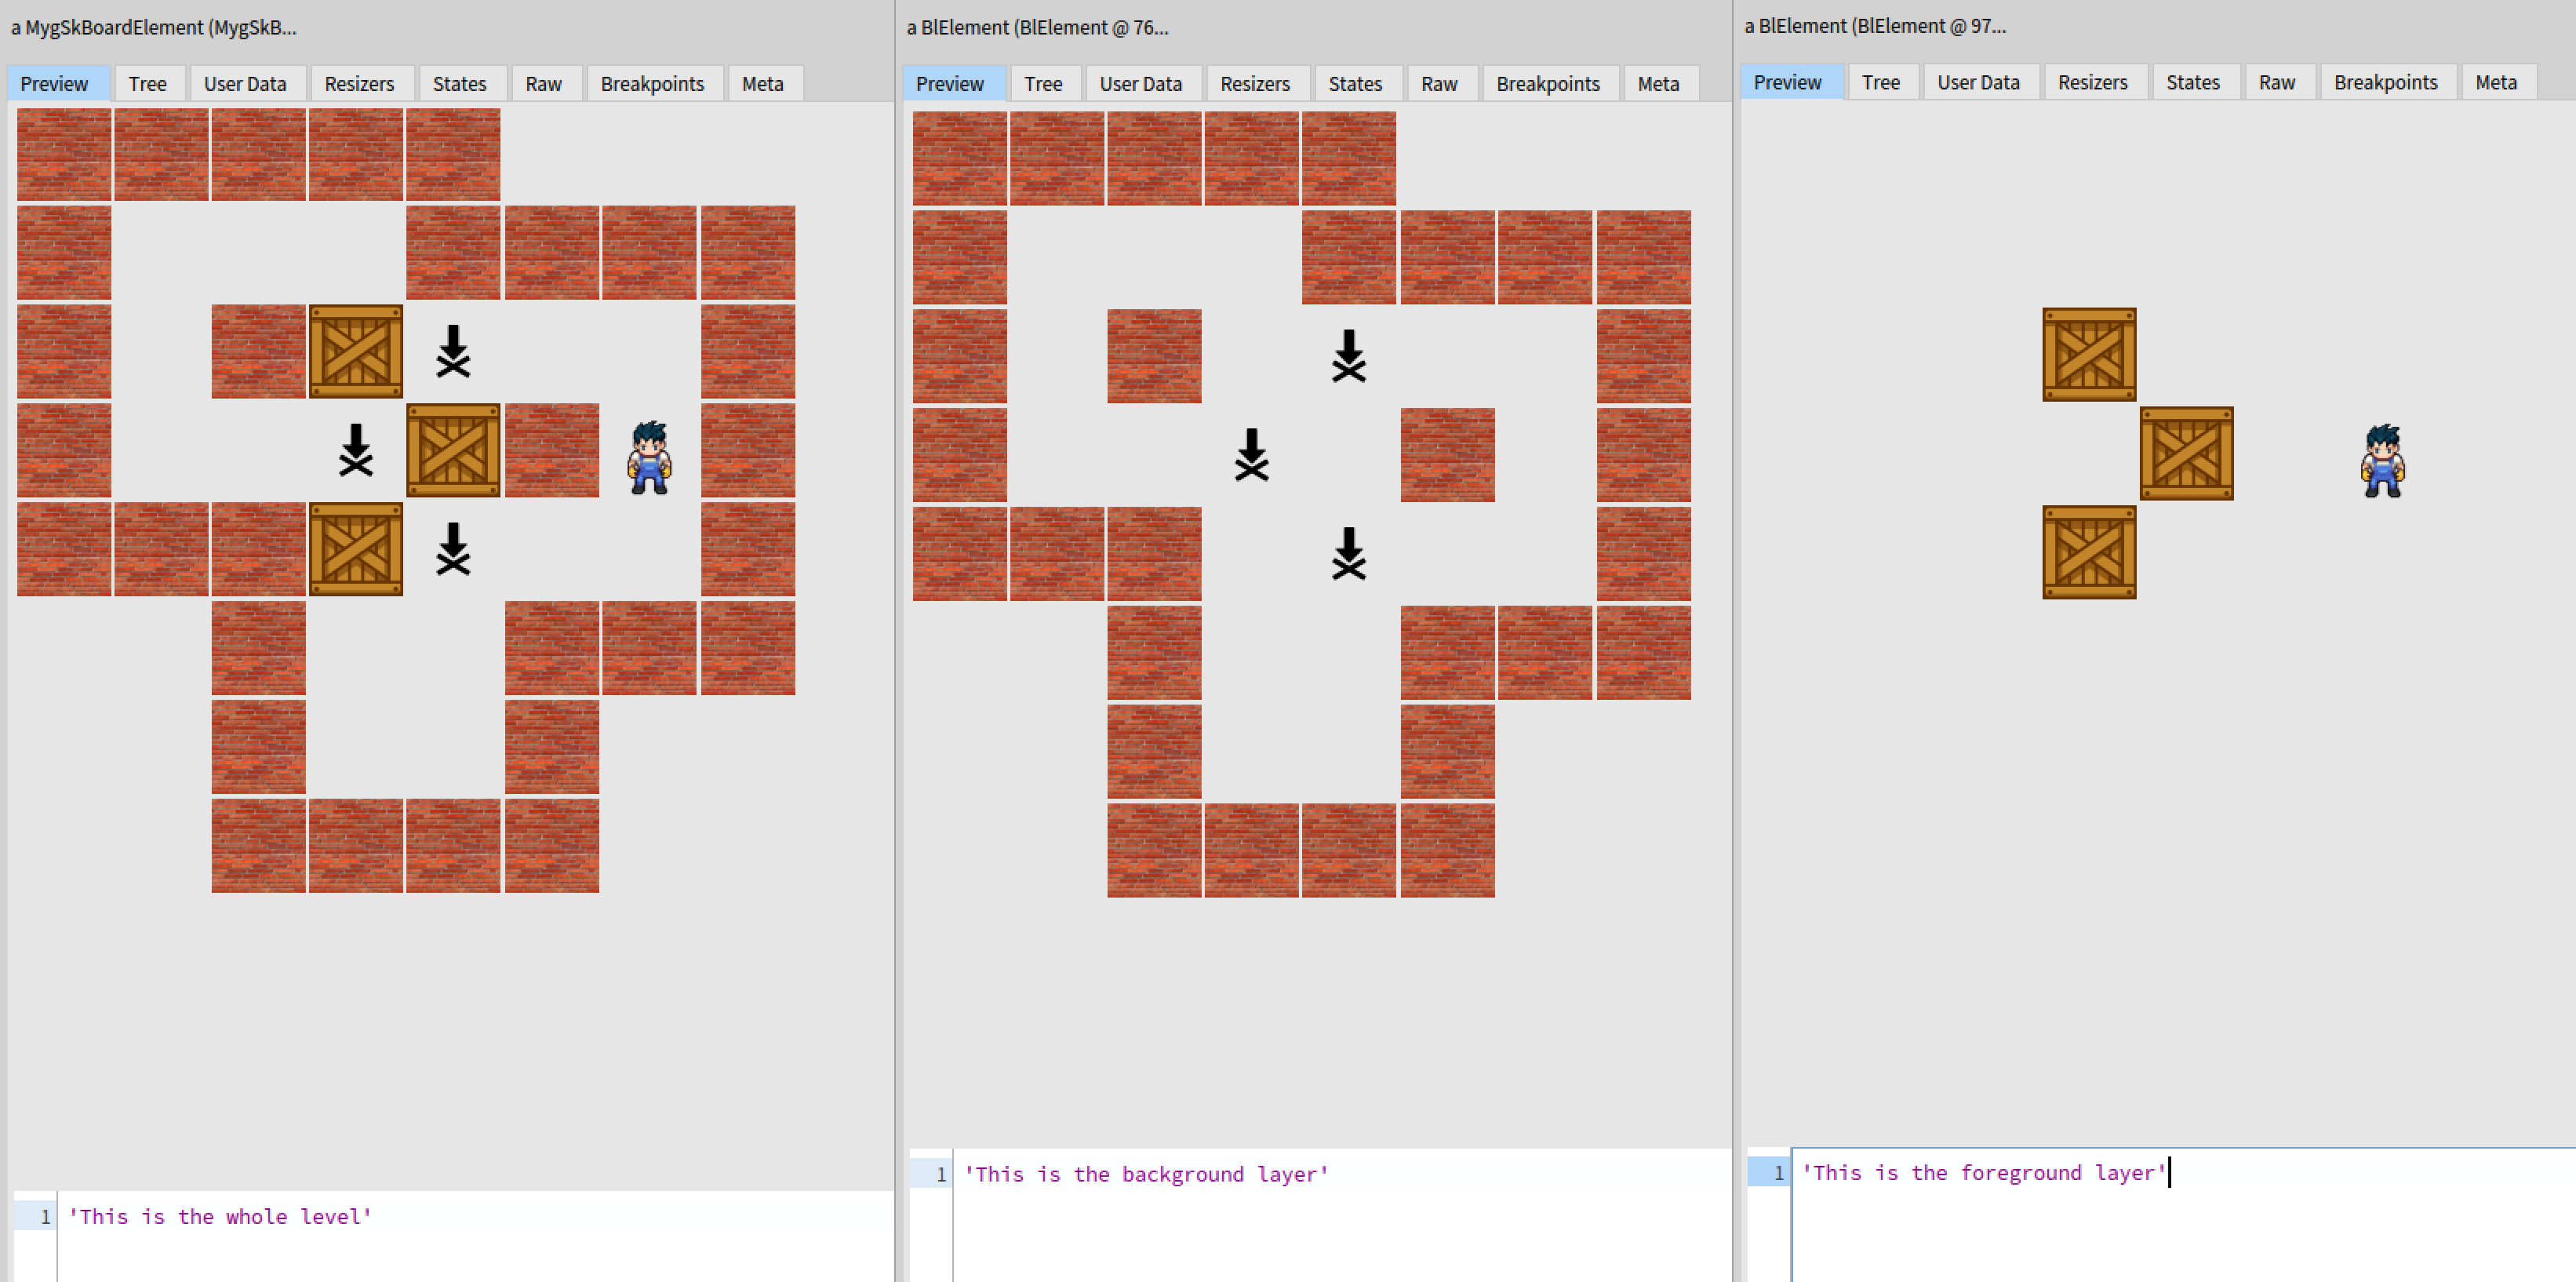 a MygSkBoardElement (MygSkB...
Preview Tree User Data Resizers States Raw Breakpoints Meta
1 'This is the whole level'
a BlElement (BlElement @ 76...
Preview Tree User Data Resizers States Raw Breakpoints Meta
1 'This is the background layer'
a BlElement (BlElement @ 97...
Preview Tree User Data Resizers States Raw Breakpoints Meta
1 'This is the foreground layer'